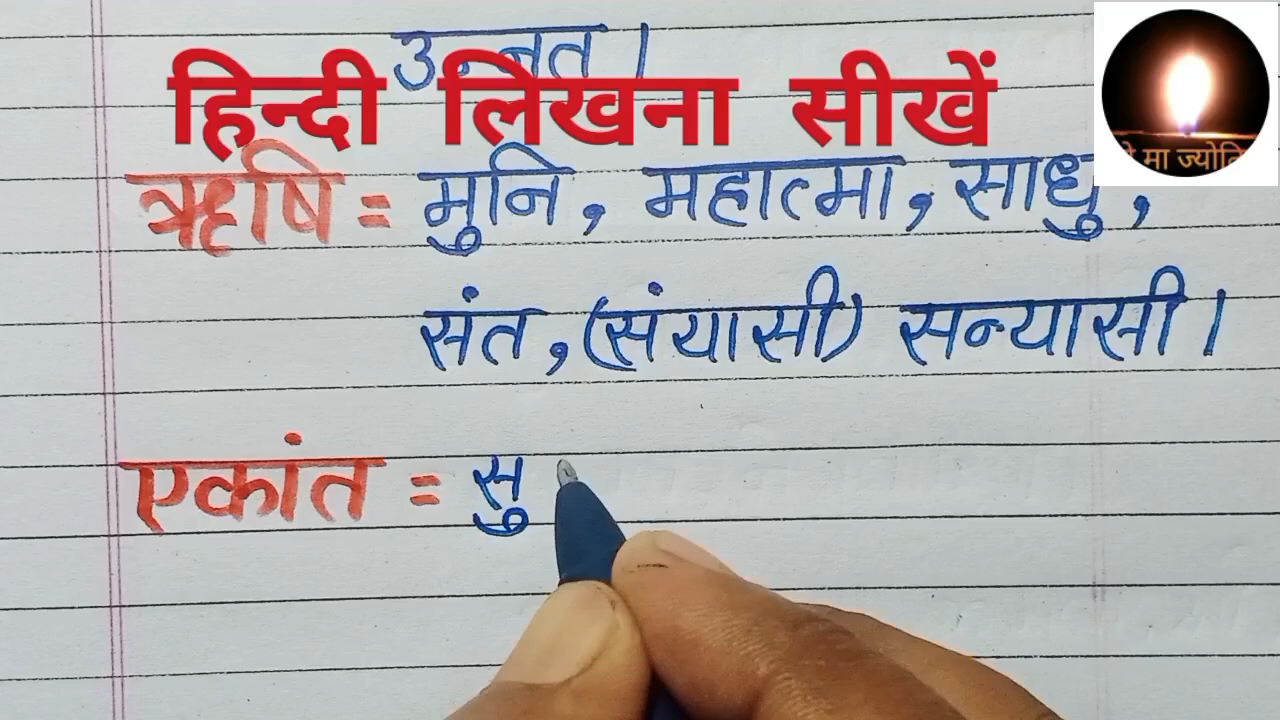 उन्नत।
हिन्दी लिखना सीखें
ऋषि = मुनि, महात्मा, साधु,
संत, (संयासी) सन्यासी।
एकांत = सु
मा ज्योति